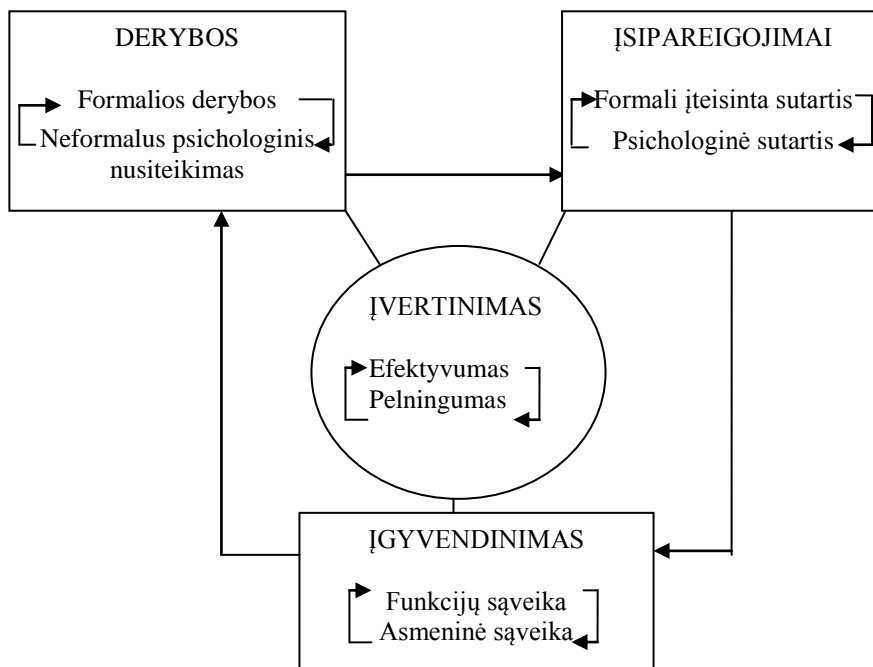 DERYBOS
Formalios derybos
Neformalus psichologinis
nusiteikimas
ĮSIPAREIGOJIMAI
Formali įteisinta sutartis
Psichologinė sutartis
ĮVERTINIMAS
Efektyvumas
Pelningumas
ĮGYVENDINIMAS
Funkcijų sąveika
Asmeninė sąveika